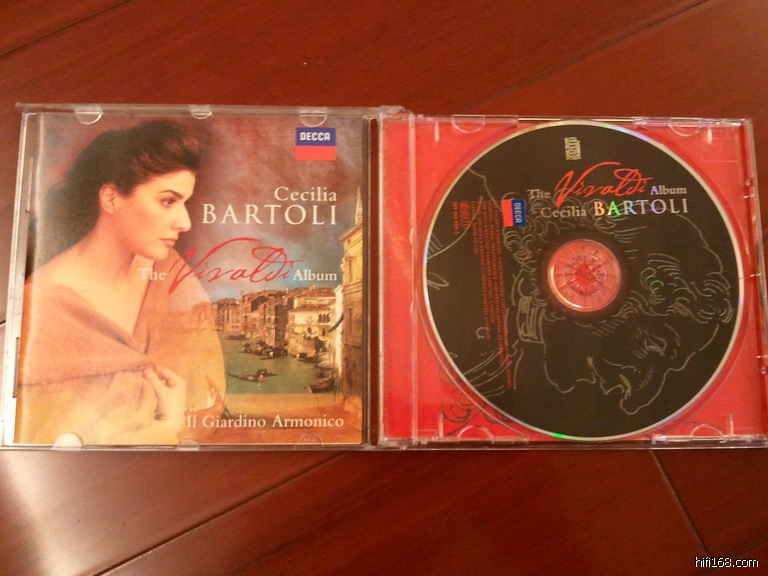 DECCA
Cecilia
BARTOLI
The Vivaldi Album
Il Giardino Armonico
The Vivaldi Album
Cecilia BARTOLI
DECCA
hifi168.com